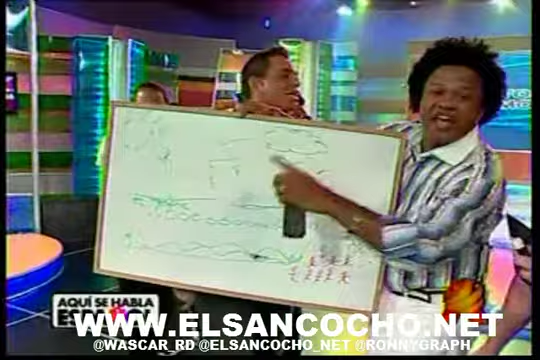 AQUÍ SE HABLA
WWW.ELSANCOCHO.NET
@WASCAR_RD @ELSANCOCHO_NET @RONNYGRAPH